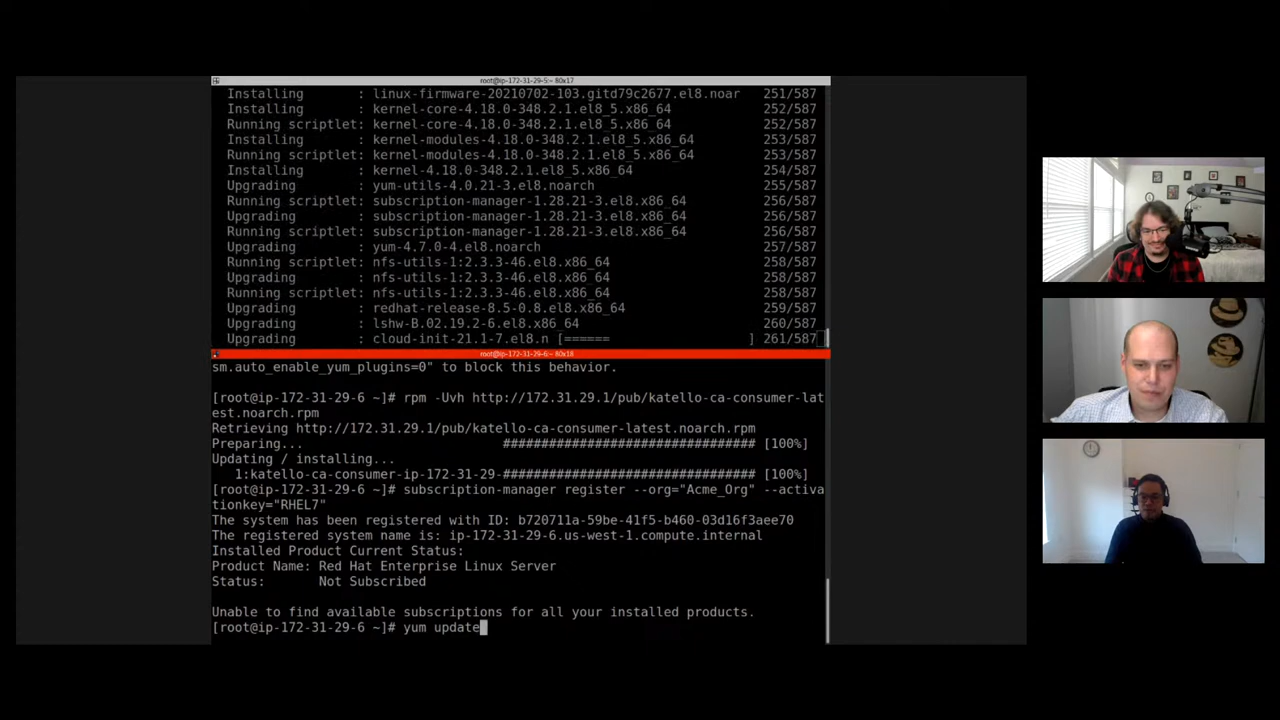 root@ip-172-31-29-5:~ 80x17
Installing       : linux-firmware-20210702-103.gitd79c2677.el8.noar   251/587
Installing       : kernel-core-4.18.0-348.2.1.el8_5.x86_64            252/587
Running scriptlet: kernel-core-4.18.0-348.2.1.el8_5.x86_64            252/587
Installing       : kernel-modules-4.18.0-348.2.1.el8_5.x86_64         253/587
Running scriptlet: kernel-modules-4.18.0-348.2.1.el8_5.x86_64         253/587
Installing       : kernel-4.18.0-348.2.1.el8_5.x86_64                 254/587
Upgrading        : yum-utils-4.0.21-3.el8.noarch                      255/587
Running scriptlet: subscription-manager-1.28.21-3.el8.x86_64          256/587
Upgrading        : subscription-manager-1.28.21-3.el8.x86_64          256/587
Running scriptlet: subscription-manager-1.28.21-3.el8.x86_64          256/587
Upgrading        : yum-4.7.0-4.el8.noarch                             257/587
Running scriptlet: nfs-utils-1:2.3.3-46.el8.x86_64                    258/587
Upgrading        : nfs-utils-1:2.3.3-46.el8.x86_64                    258/587
Running scriptlet: nfs-utils-1:2.3.3-46.el8.x86_64                    258/587
Upgrading        : redhat-release-8.5-0.8.el8.x86_64                  259/587
Upgrading        : lshw-B.02.19.2-6.el8.x86_64                        260/587
Upgrading        : cloud-init-21.1-7.el8.n [======                  ] 261/587
root@ip-172-31-29-6:~ 80x18
sm.auto_enable_yum_plugins=0" to block this behavior.
[root@ip-172-31-29-6 ~]# rpm -Uvh http://172.31.29.1/pub/katello-ca-consumer-lat
est.noarch.rpm
Retrieving http://172.31.29.1/pub/katello-ca-consumer-latest.noarch.rpm
Preparing...                          ################################# [100%]
Updating / installing...
1:katello-ca-consumer-ip-172-31-29-################################# [100%]
[root@ip-172-31-29-6 ~]# subscription-manager register --org="Acme_Org" --activa
tionkey="RHEL7"
The system has been registered with ID: b720711a-59be-41f5-b460-03d16f3aee70
The registered system name is: ip-172-31-29-6.us-west-1.compute.internal
Installed Product Current Status:
Product Name: Red Hat Enterprise Linux Server
Status:       Not Subscribed
Unable to find available subscriptions for all your installed products.
[root@ip-172-31-29-6 ~]# yum update